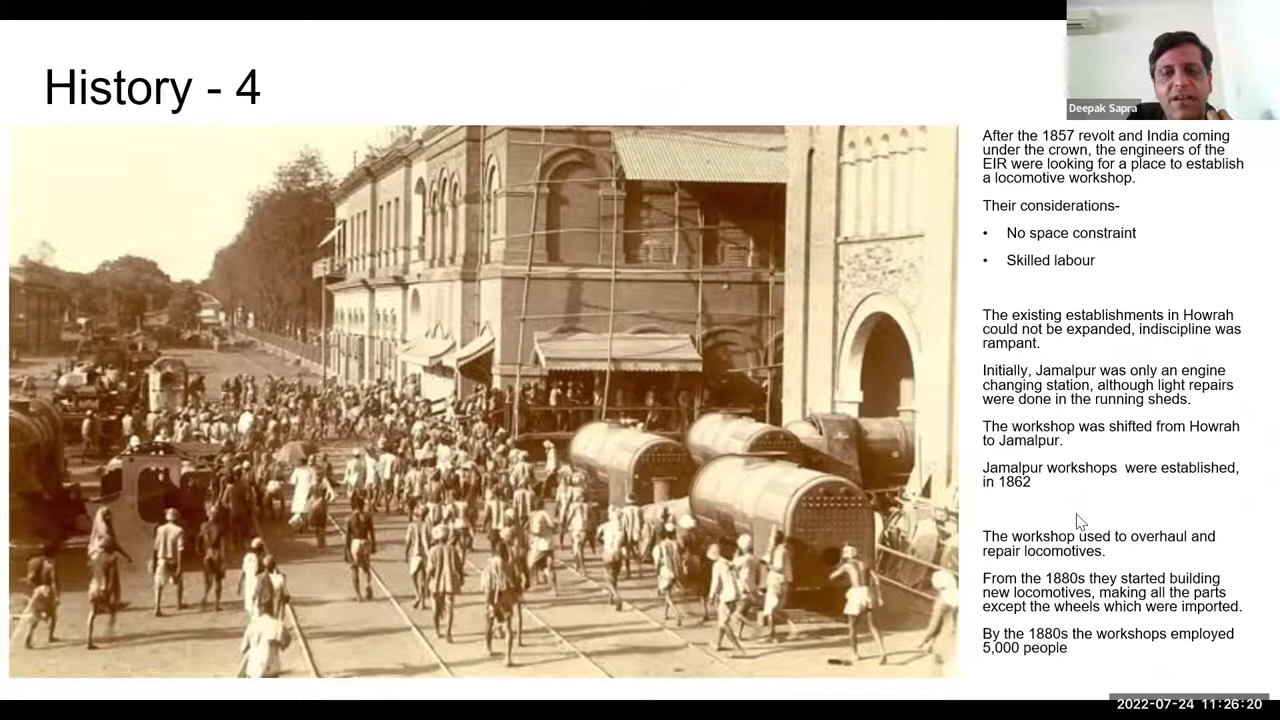 History - 4
Deepak Sapra
After the 1857 revolt and India coming
under the crown, the engineers of the
EIR were looking for a place to establish
a locomotive workshop.
Their considerations-
• No space constraint
• Skilled labour
The existing establishments in Howrah
could not be expanded, indiscipline was
rampant.
Initially, Jamalpur was only an engine
changing station, although light repairs
were done in the running sheds.
The workshop was shifted from Howrah
to Jamalpur.
Jamalpur workshops  were established,
in 1862
The workshop used to overhaul and
repair locomotives.
From the 1880s they started building
new locomotives, making all the parts
except the wheels which were imported.
By the 1880s the workshops employed
5,000 people
2022-07-24 11:26:20